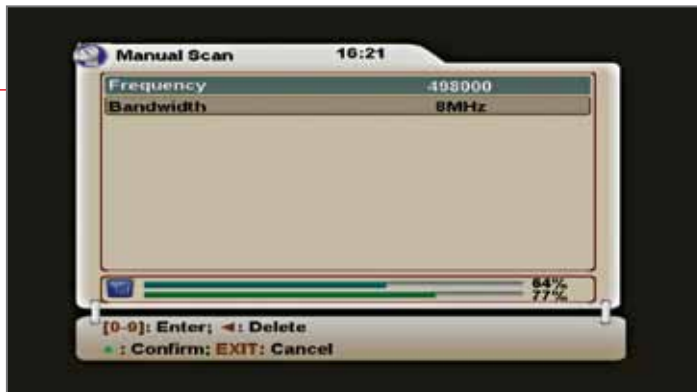 Manual Scan 16:21
Frequency 498000
Bandwidth 8MHz
64%
77%
[0-9]: Enter; ◄: Delete
● : Confirm; EXIT: Cancel